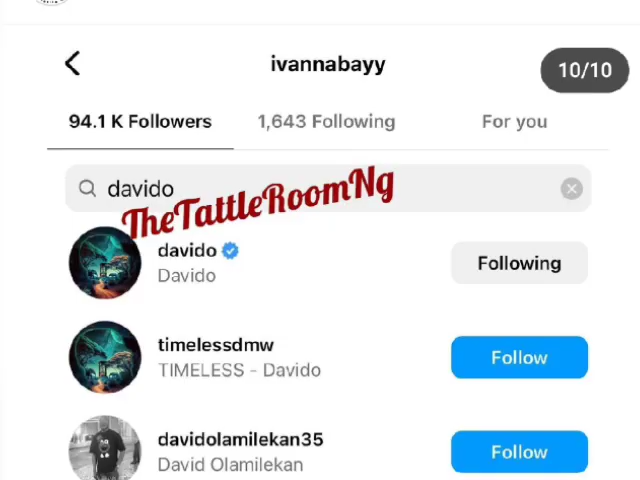 ivannabayy
10/10
94.1 K Followers
1,643 Following
For you
davido
TheTattleRoomNg
davido
Davido
Following
timelessdmw
TIMELESS - Davido
Follow
davidolamilekan35
David Olamilekan
Follow